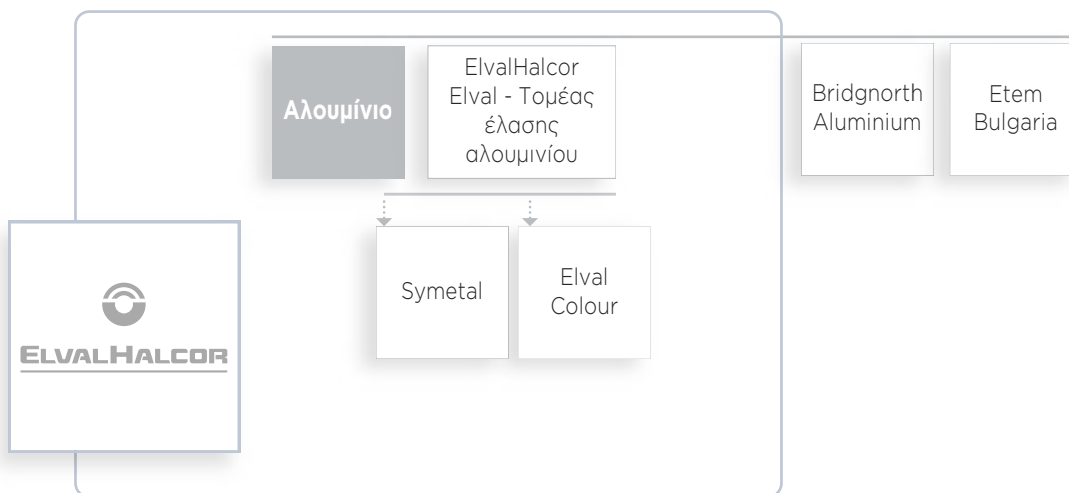 Αλουμίνιο
ElvalHalcor
Elval - Τομέας
έλασης
αλουμινίου
Bridgnorth
Aluminium
Etem
Bulgaria
Symetal
Elval
Colour
ELVALHALCOR